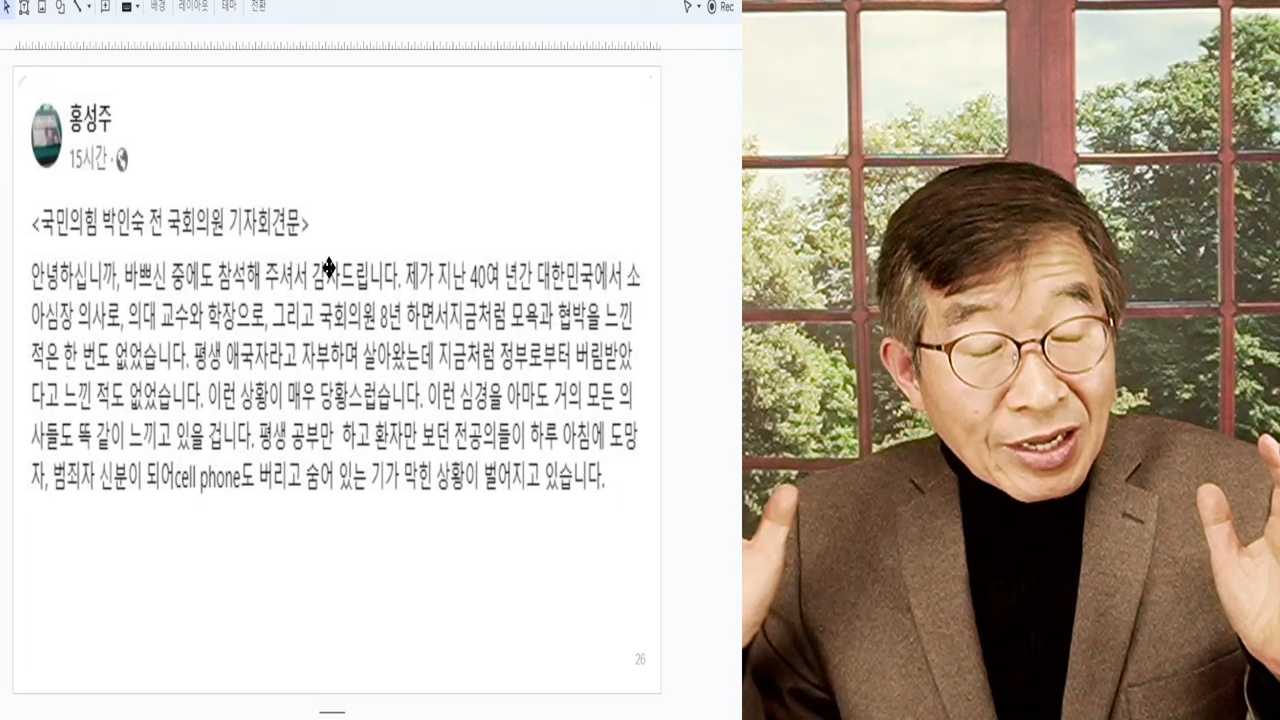 배경 레이아웃 테마 전환
Rec
홍성주
15시간 ·
<국민의힘 박인숙 전 국회의원 기자회견문>
안녕하십니까, 바쁘신 중에도 참석해 주셔서 감사드립니다. 제가 지난 40여 년간 대한민국에서 소
아심장 의사로, 의대 교수와 학장으로, 그리고 국회의원 8년 하면서지금처럼 모욕과 협박을 느낀
적은 한 번도 없었습니다. 평생 애국자라고 자부하며 살아왔는데 지금처럼 정부로부터 버림받았
다고 느낀 적도 없었습니다. 이런 상황이 매우 당황스럽습니다. 이런 심경을 아마도 거의 모든 의
사들도 똑 같이 느끼고 있을 겁니다. 평생 공부만 하고 환자만 보던 전공의들이 하루 아침에 도망
자, 범죄자 신분이 되어cell phone도 버리고 숨어 있는 기가 막힌 상황이 벌어지고 있습니다.
26